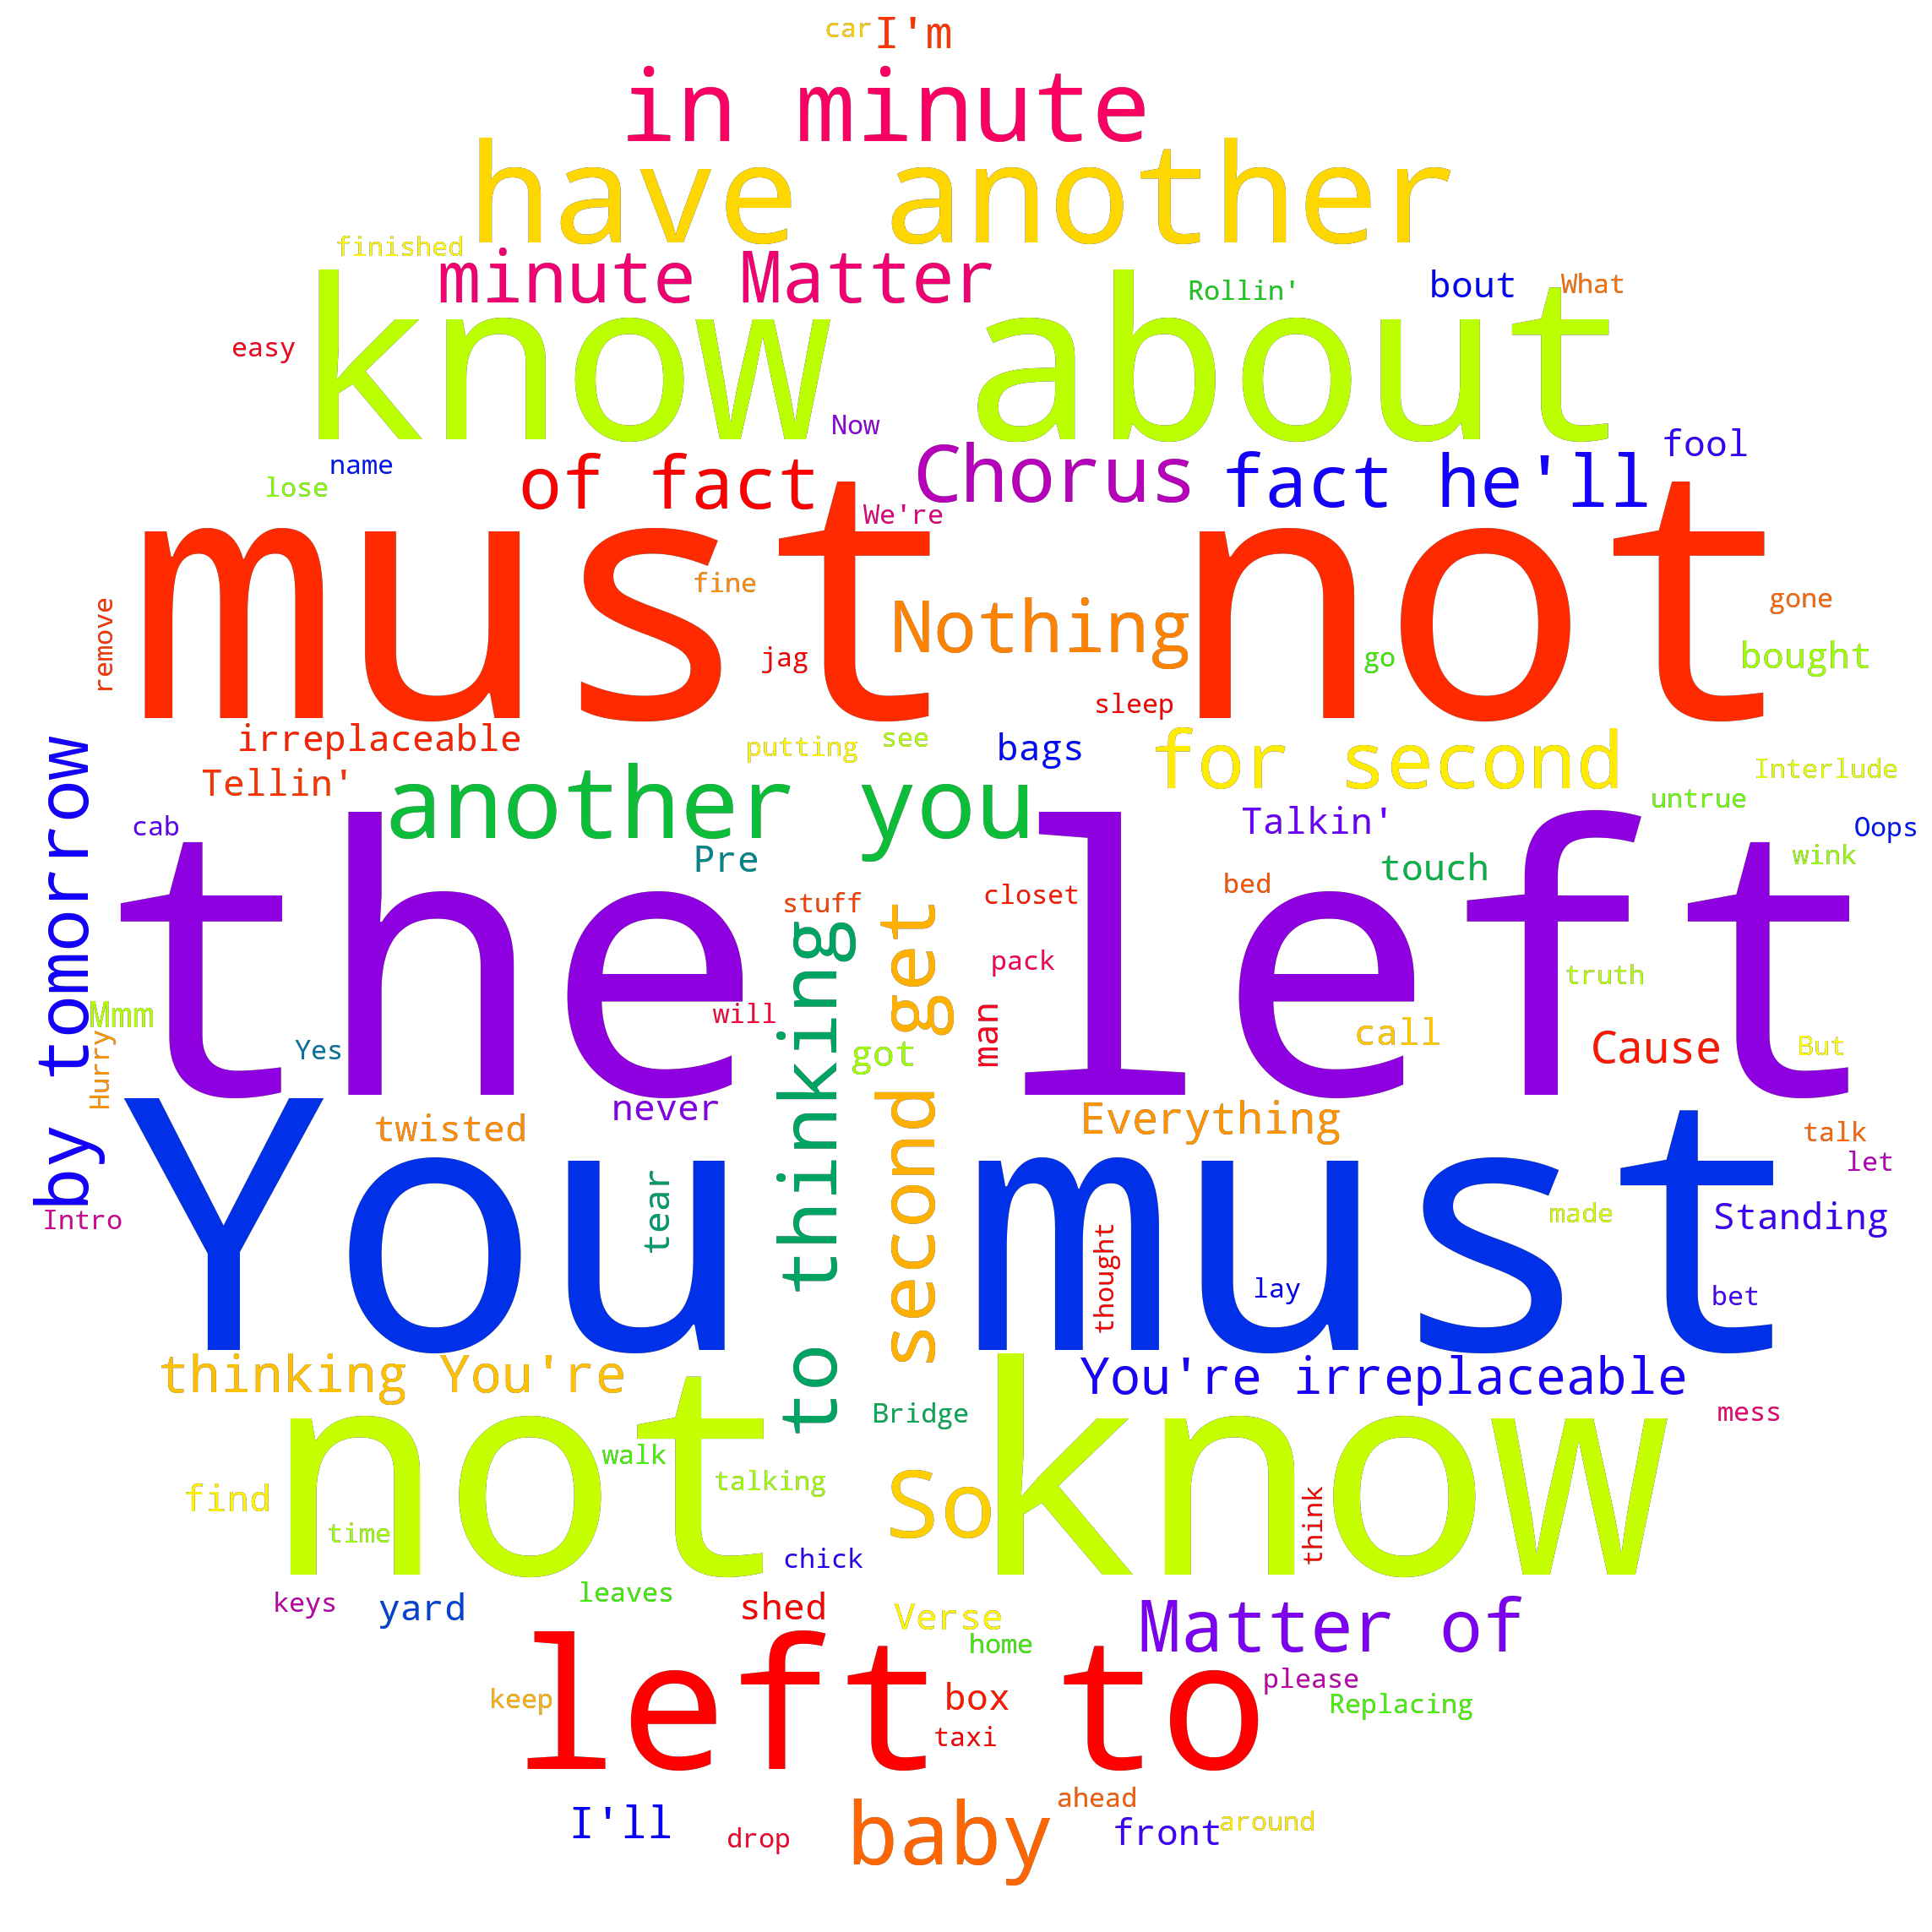 car I'm
in minute
have another
finished
minute Matter
Rollin'
bout
What
know about
easy
Now
name
lose
of fact
Chorus
fact he'll
fool
We're
must not
fine
Nothing
gone
remove
jag
go
bought
sleep
irreplaceable
putting
see
bags
for second
Tellin'
another you
Interlude
untrue
cab
Talkin'
Oops
by tomorrow
Pre
touch
wink
the left
stuff
closet
bed
to thinking
second get
pack
truth
Mmm
will
man
call
Cause
But
Hurry
Yes
got
never
twisted
Everything
talk
let
You must
Intro
tear
made
Standing
thought
lay
bet
thinking You're
You're irreplaceable
Bridge
mess
not know
walk
talking
find
So
think
time
chick
keys
yard
leaves
shed
Verse
home
Matter of
left to
keep
box
please
Replacing
taxi
ahead
I'll
drop
baby
front
around